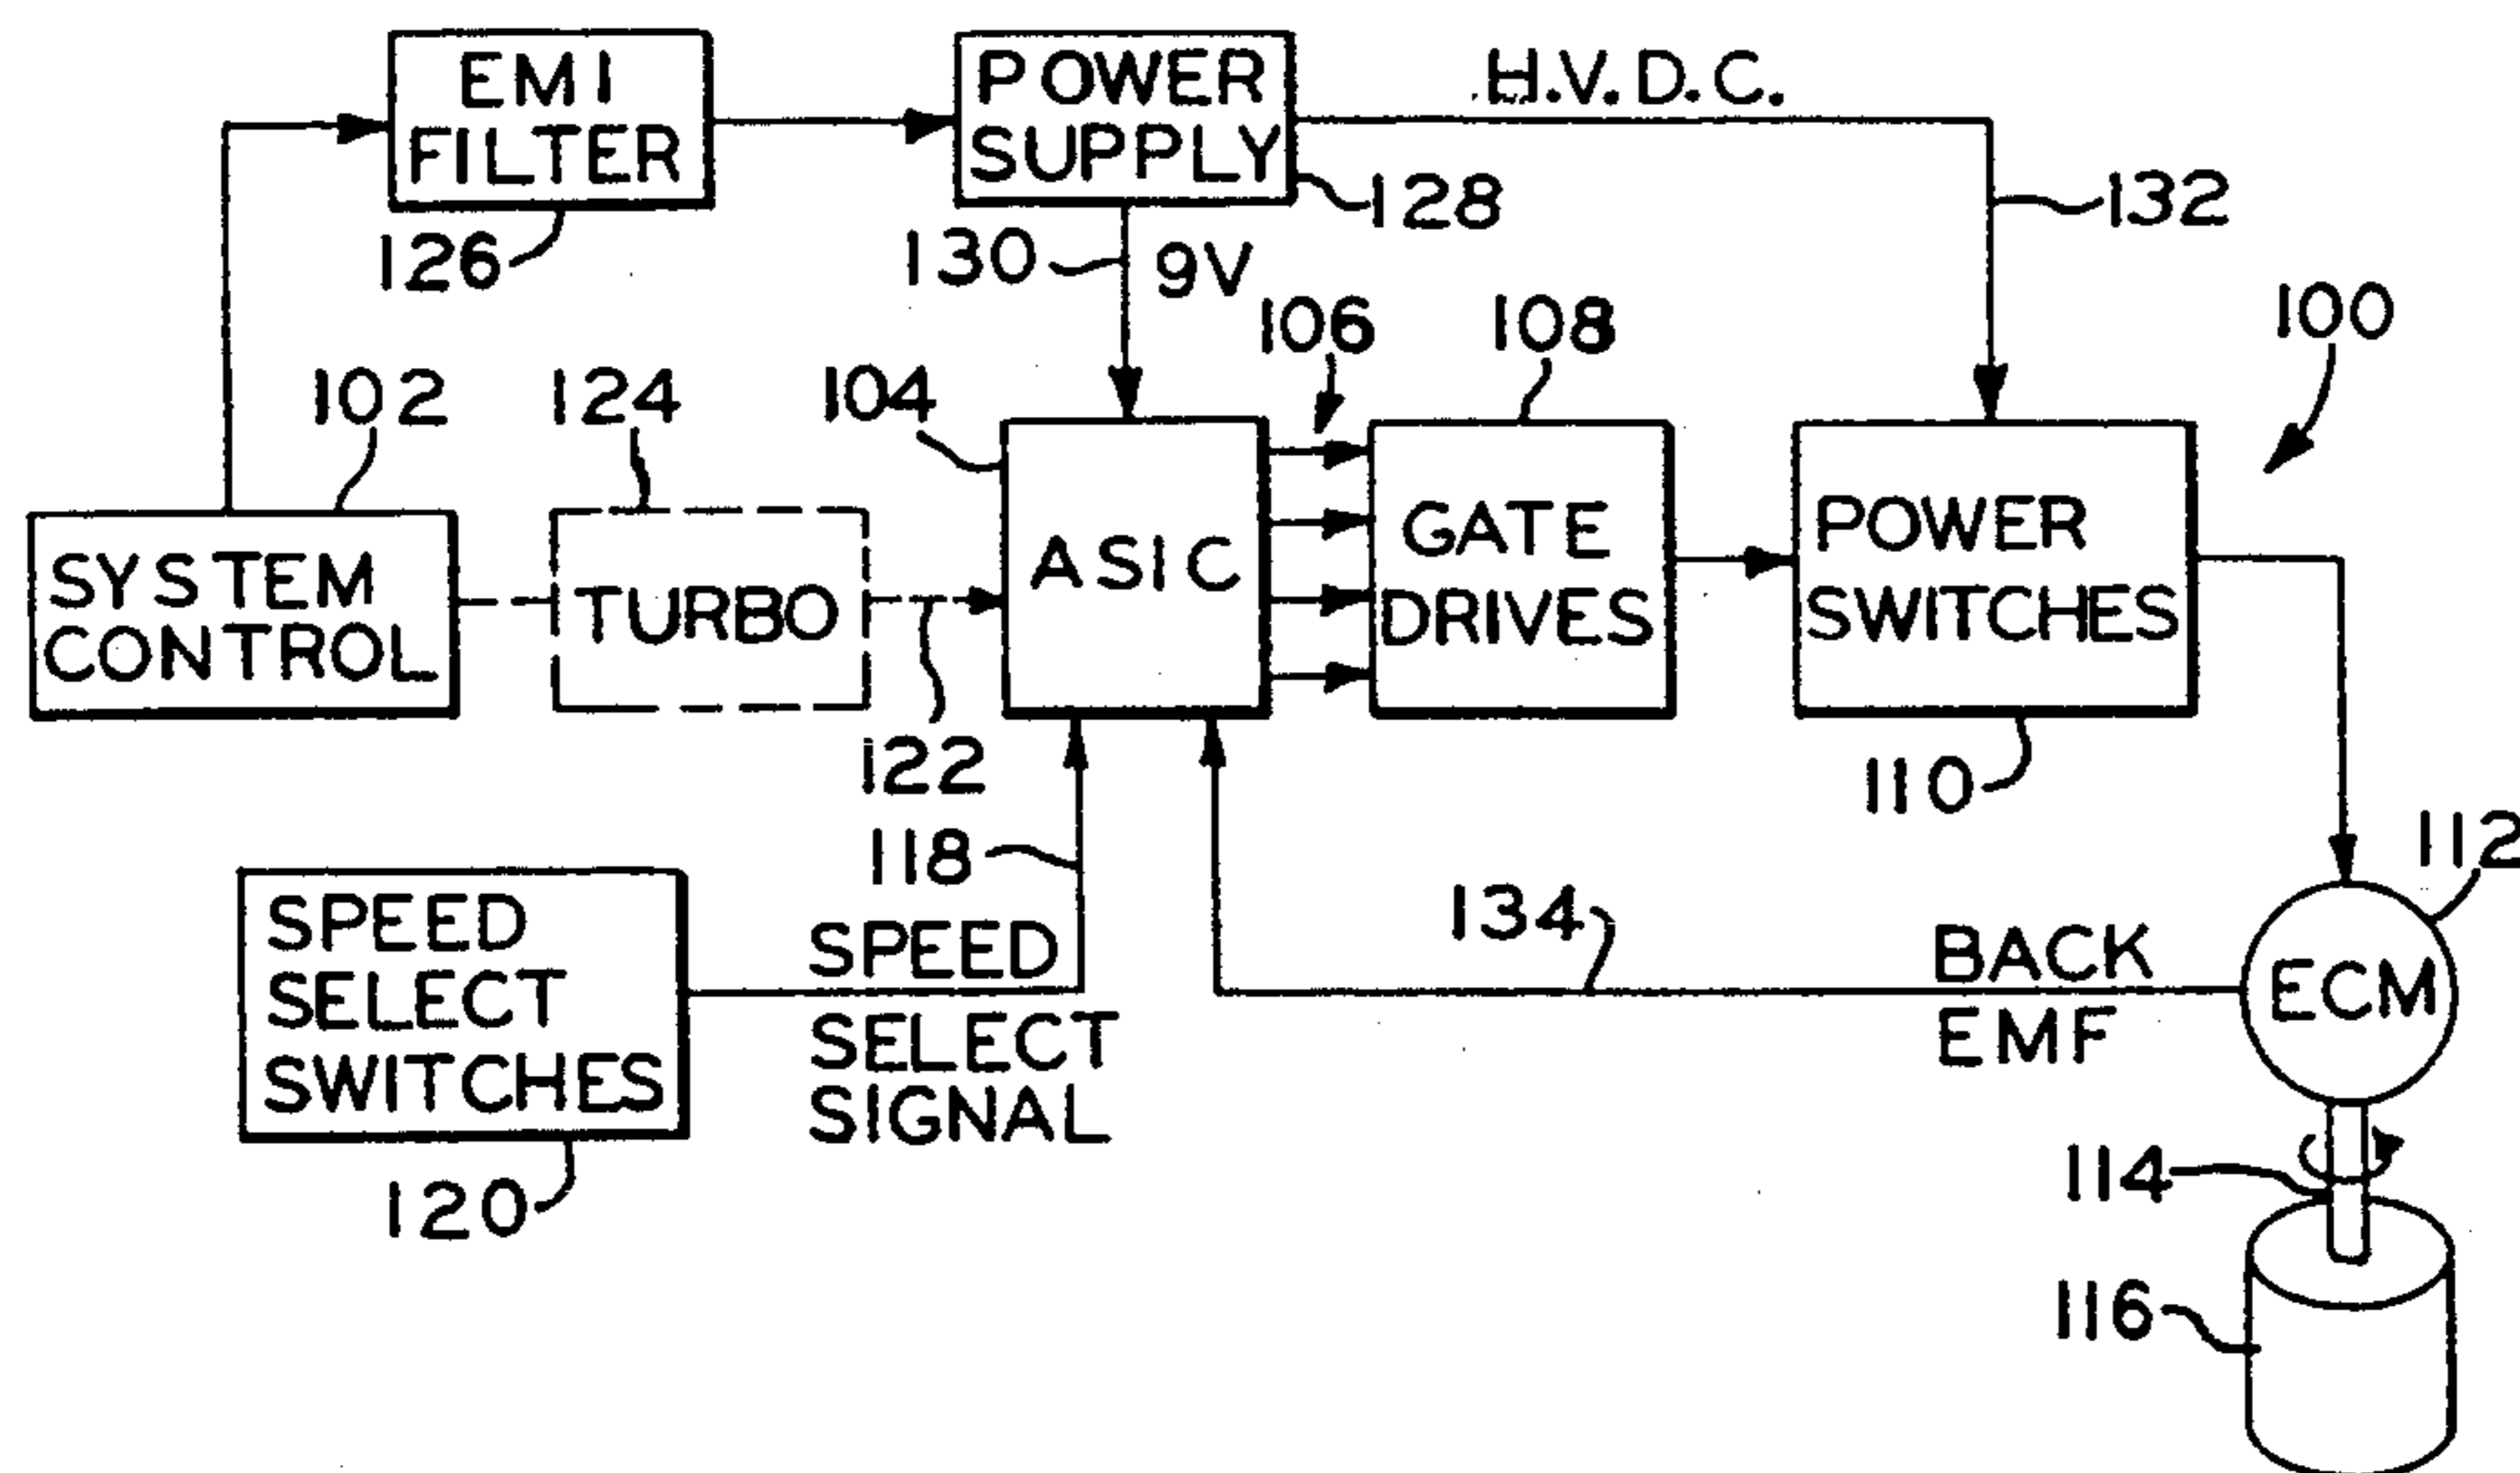 EMI
FILTER
126
POWER
SUPPLY
128
H.V.D.C.
132
130
9V
106
108
100
102
124
104
SYSTEM
CONTROL
TURBO
122
ASIC
GATE
DRIVES
POWER
SWITCHES
110
112
118
SPEED
SELECT
SWITCHES
120
SPEED
SELECT
SIGNAL
134
BACK
EMF
ECM
114
116